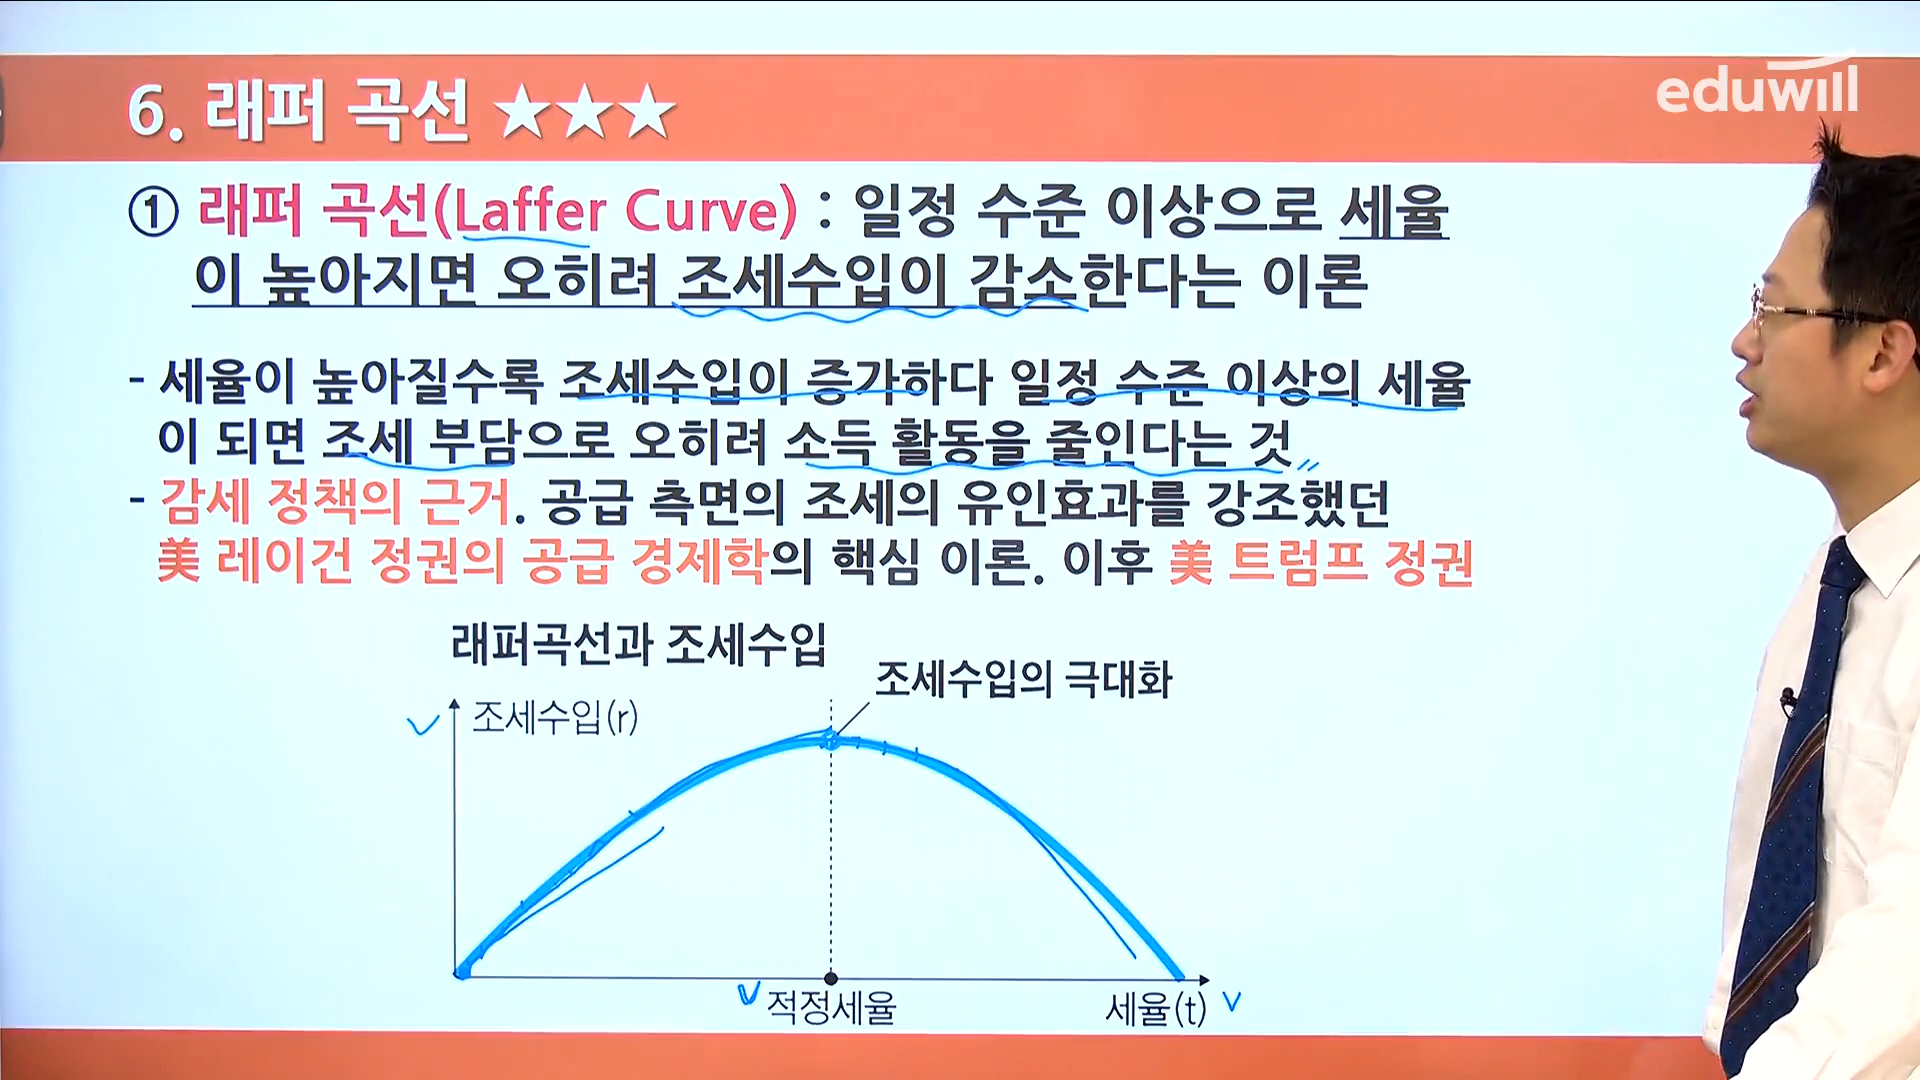 6. 래퍼 곡선 ★★★
eduwill
① 래퍼 곡선(Laffer Curve) : 일정 수준 이상으로 세율
이 높아지면 오히려 조세수입이 감소한다는 이론
- 세율이 높아질수록 조세수입이 증가하다 일정 수준 이상의 세율
이 되면 조세 부담으로 오히려 소득 활동을 줄인다는 것
- 감세 정책의 근거. 공급 측면의 조세의 유인효과를 강조했던
美 레이건 정권의 공급 경제학의 핵심 이론. 이후 美 트럼프 정권
래퍼곡선과 조세수입
조세수입의 극대화
조세수입(r)
적정세율
세율(t)